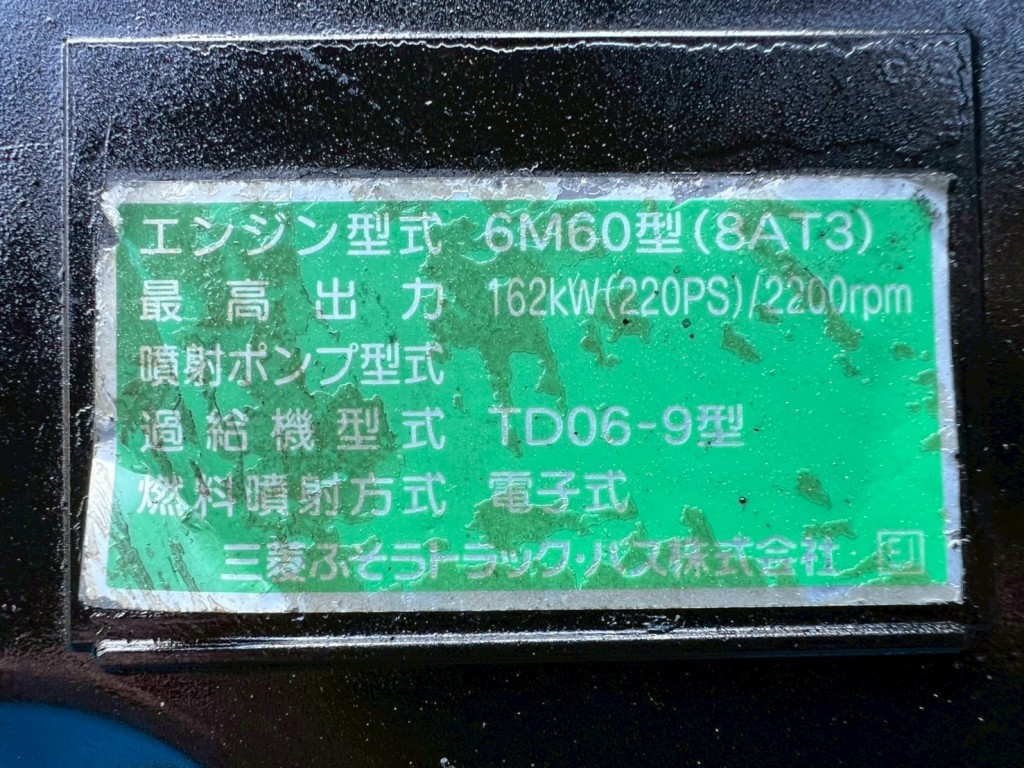 エンジン型式 6M60型(8AT3)
最高出力 162kW(220PS)/2200rpm
噴射ポンプ型式
過給機型式 TD06-9型
燃料噴射方式 電子式
三菱ふそうトラック・バス株式会社